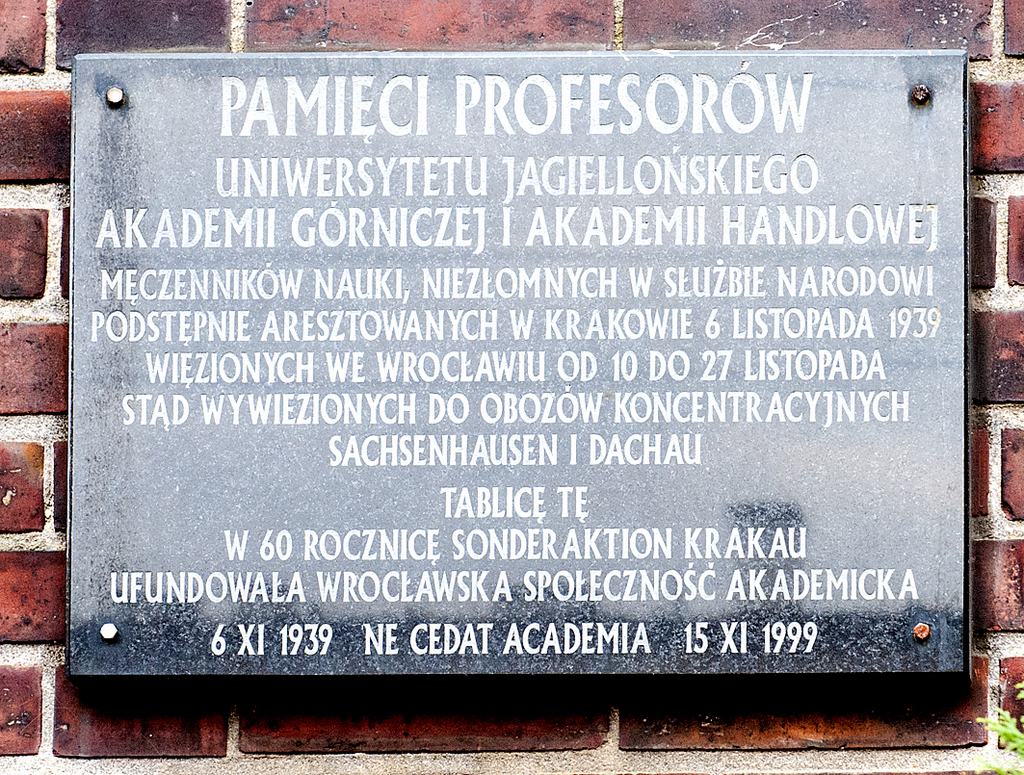 PAMIĘCI PROFESORÓW
UNIWERSYTETU JAGIELLOŃSKIEGO
AKADEMII GÓRNICZEJ I AKADEMII HANDLOWEJ
MĘCZENNIKÓW NAUKI, NIEZŁOMNYCH W SŁUŻBIE NARODOWI
PODSTĘPNIE ARESZTOWANYCH W KRAKOWIE 6 LISTOPADA 1939
WIĘZIONYCH WE WROCŁAWIU OD 10 DO 27 LISTOPADA
STĄD WYWIEZIONYCH DO OBOZÓW KONCENTRACYJNYCH
SACHSENHAUSEN I DACHAU
TABLICĘ TĘ
W 60 ROCZNICĘ SONDERAKTION KRAKAU
UFUNDOWAŁA WROCŁAWSKA SPOŁECZNOŚĆ AKADEMICKA
6 XI 1939 NE CEDAT ACADEMIA 15 XI 1999